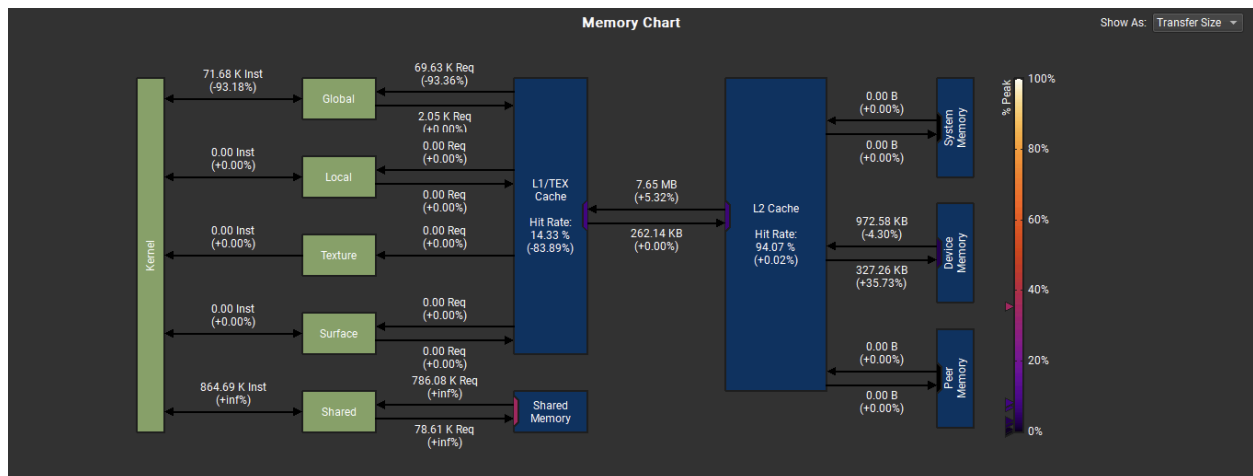 Memory Chart
Show As: Transfer Size
71.68 K Inst
(-93.18%)
Global
69.63 K Req
(-93.36%)
2.05 K Req
(+0.00%)
0.00 Inst
(+0.00%)
Local
0.00 Req
(+0.00%)
0.00 Req
(+0.00%)
0.00 Inst
(+0.00%)
Texture
0.00 Req
(+0.00%)
0.00 Inst
(+0.00%)
Surface
0.00 Req
(+0.00%)
0.00 Req
(+0.00%)
864.69 K Inst
(+inf%)
Shared
786.08 K Req
(+inf%)
78.61 K Req
(+inf%)
Kernel
L1/TEX
Cache
Hit Rate:
14.33 %
(-83.89%)
Shared
Memory
7.65 MB
(+5.32%)
262.14 KB
(+0.00%)
L2 Cache
Hit Rate:
94.07 %
(+0.02%)
0.00 B
(+0.00%)
0.00 B
(+0.00%)
System
Memory
972.58 KB
(-4.30%)
327.26 KB
(+35.73%)
Device
Memory
0.00 B
(+0.00%)
0.00 B
(+0.00%)
Peer
Memory
% Peak
100%
80%
60%
40%
20%
0%